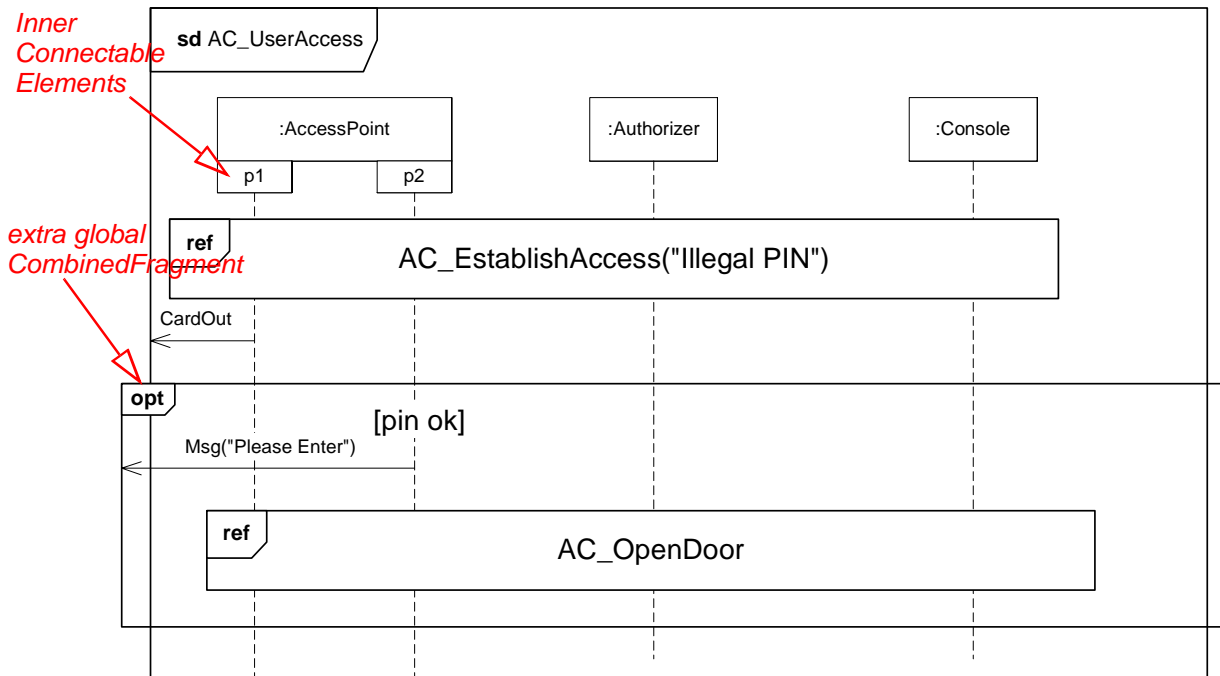 Inner
Connectable
Elements
sd AC_UserAccess
:AccessPoint
:Authorizer
:Console
p1
p2
extra global
CombinedFragment
ref
AC_EstablishAccess("Illegal PIN")
CardOut
opt
[pin ok]
Msg("Please Enter")
ref
AC_OpenDoor